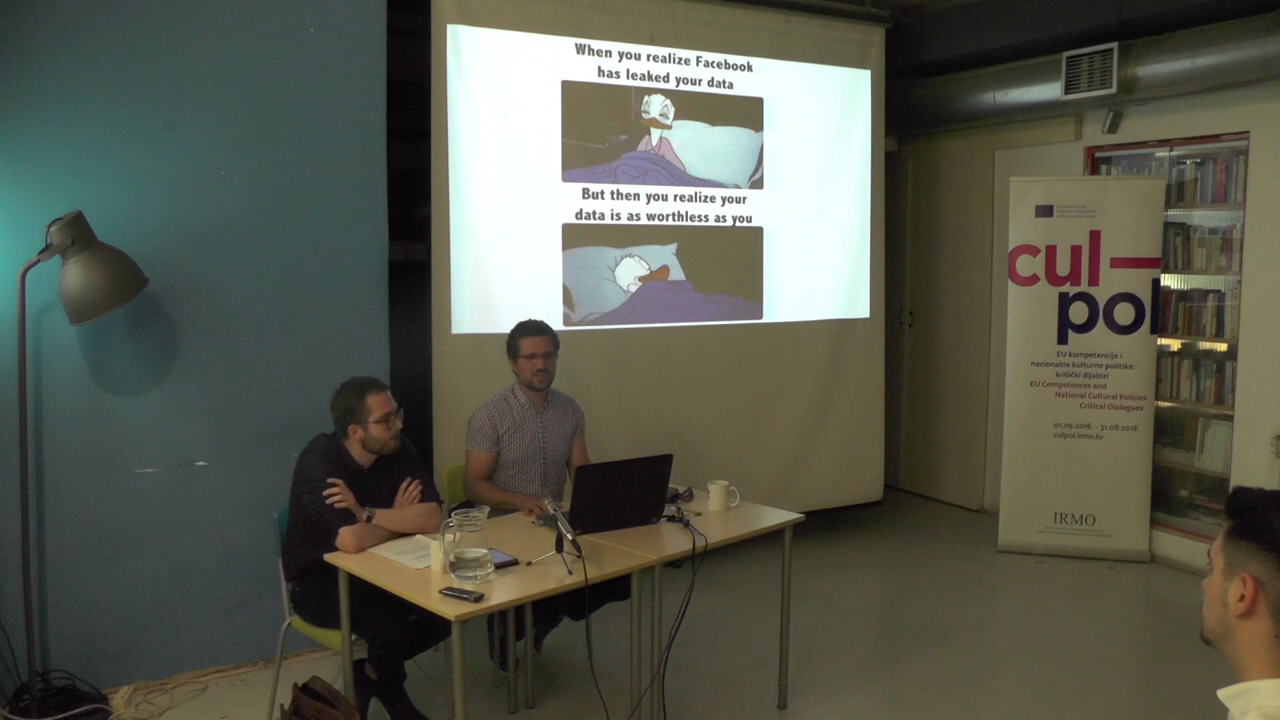 When you realize Facebook
has leaked your data
But then you realize your
data is as worthless as you
cul—
pol
EU kompetencije i
nacionalne kulturne politike:
kritički dijalozi
EU Competences and
National Cultural Policies:
Critical Dialogues
01.09.2016. – 31.08.2018.
culpol.irmo.hr
IRMO